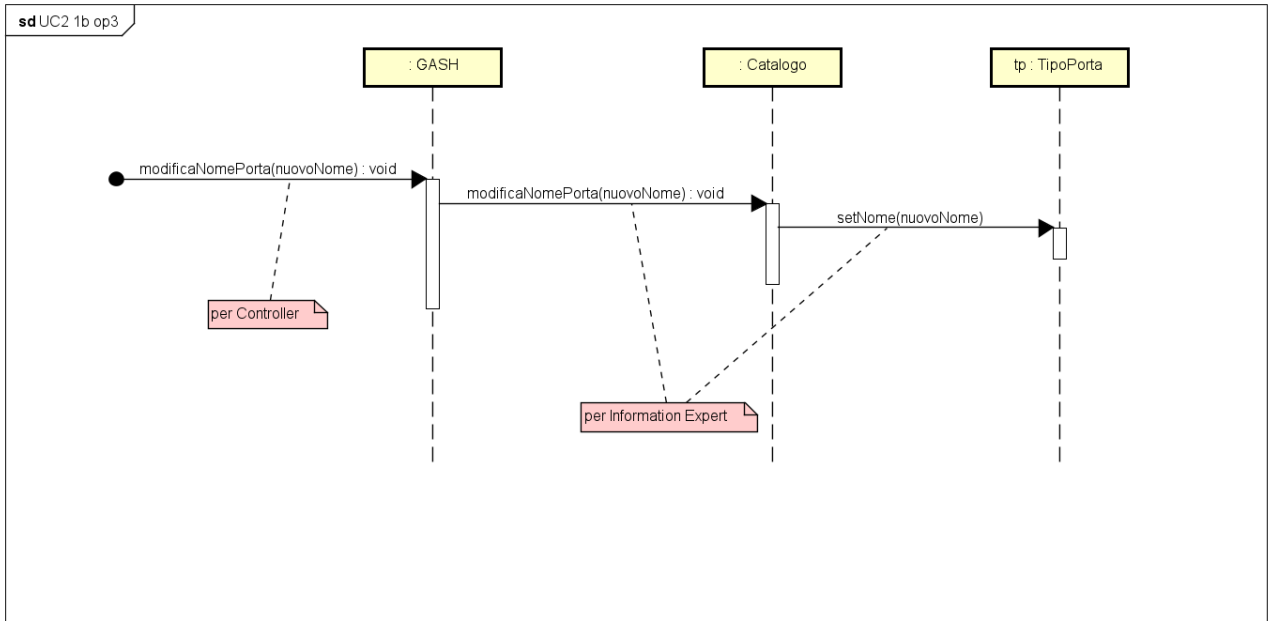 sd UC2 1b op3
: GASH
: Catalogo
tp : TipoPorta
modificaNomePorta(nuovoNome) : void
modificaNomePorta(nuovoNome) : void
setNome(nuovoNome)
per Controller
per Information Expert